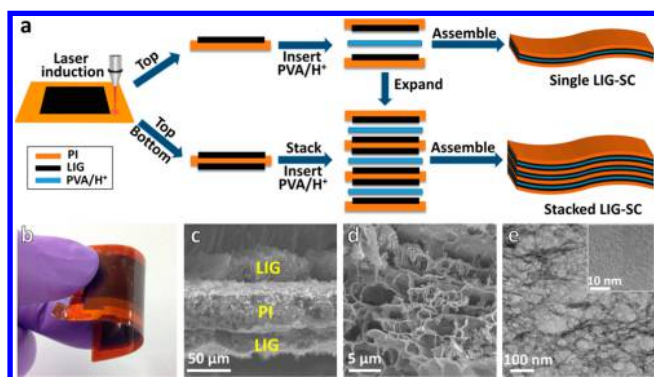 a
Laser
induction
Top
Insert
PVA/H⁺
Assemble
Single LIG-SC
Expand
Top
Bottom
Stack
Insert
PVA/H⁺
Assemble
Stacked LIG-SC
PI
LIG
PVA/H⁺
b
c
LIG
PI
LIG
50 μm
d
5 μm
e
10 nm
100 nm